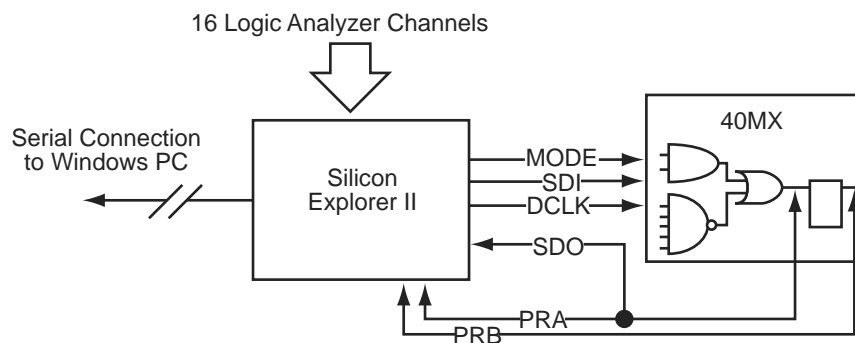 16 Logic Analyzer Channels
Serial Connection
to Windows PC
Silicon
Explorer II
MODE
SDI
DCLK
SDO
PRA
PRB
40MX